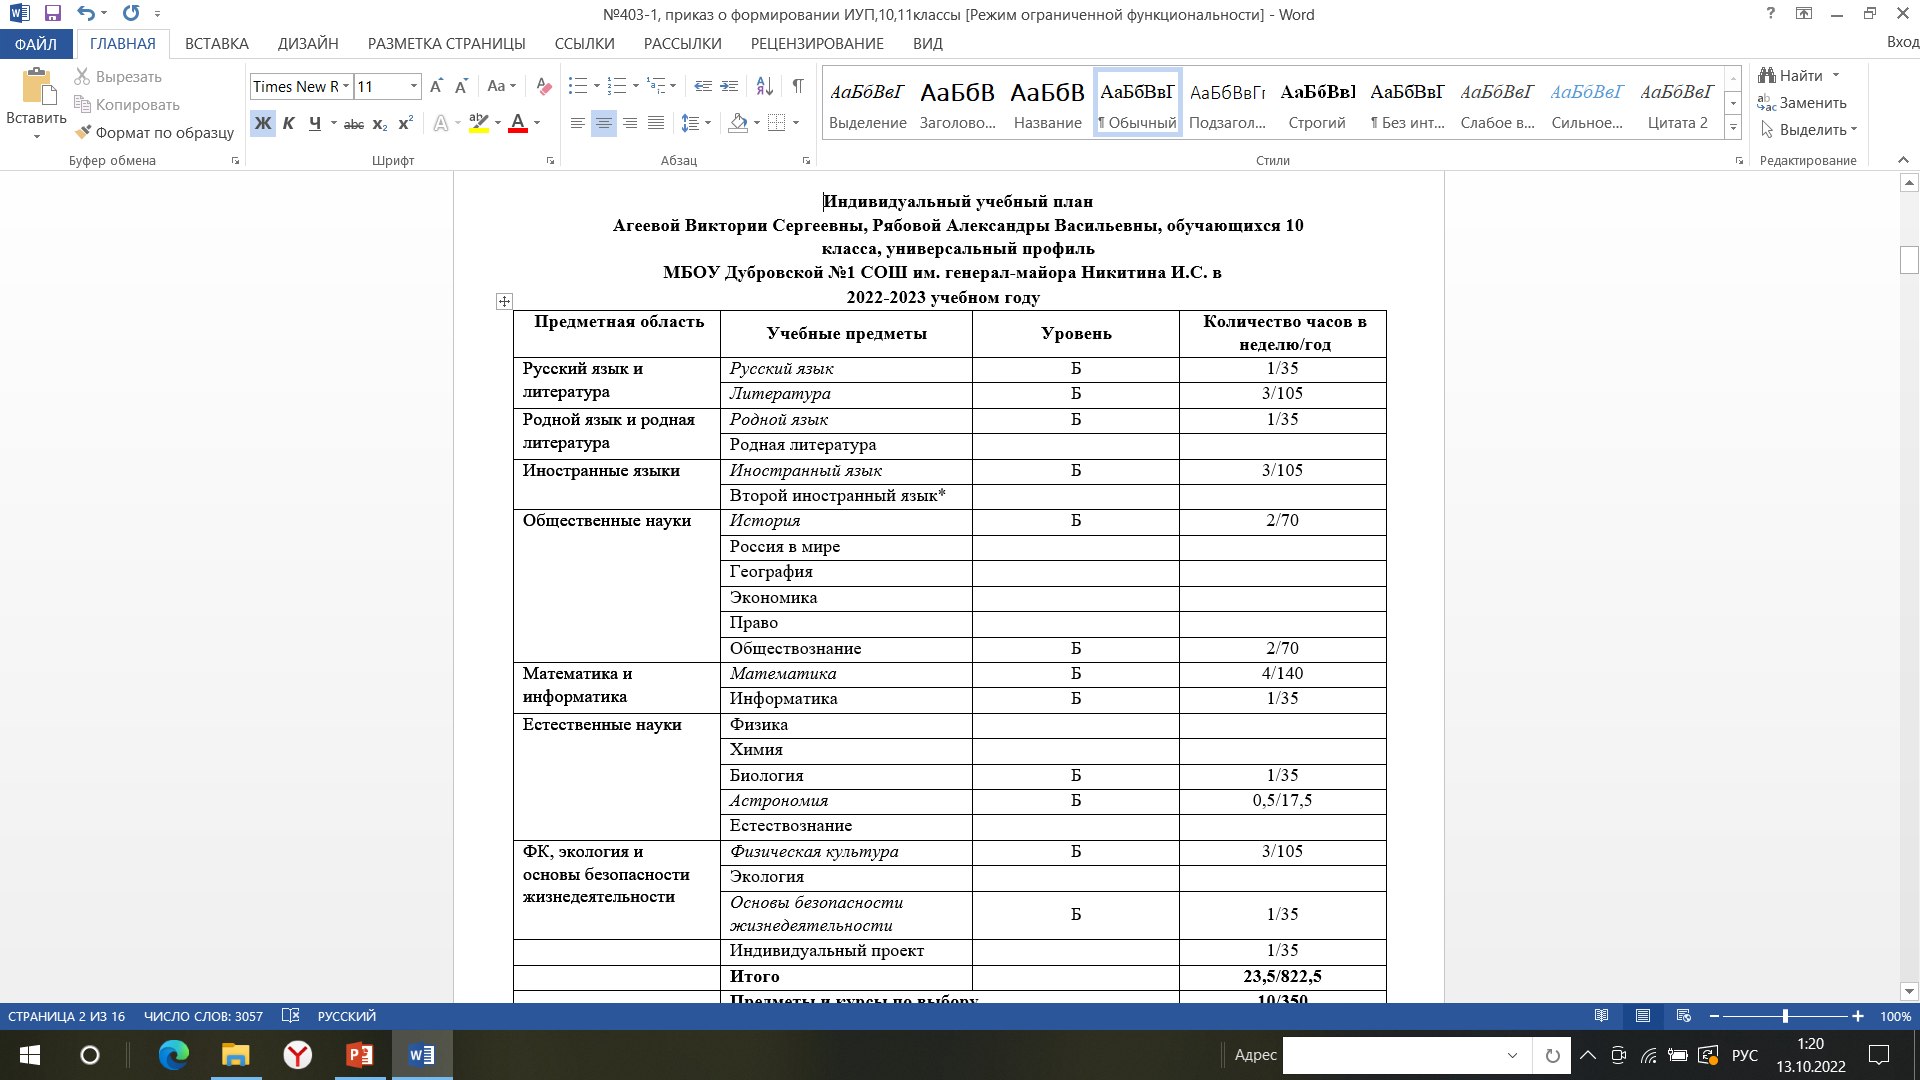 №403-1, приказ о формировании ИУП,10,11классы [Режим ограниченной функциональности] - Word
ФАЙЛ ГЛАВНАЯ ВСТАВКА ДИЗАЙН РАЗМЕТКА СТРАНИЦЫ ССЫЛКИ РАССЫЛКИ РЕЦЕНЗИРОВАНИЕ ВИД Вход
Вставить
Вырезать
Копировать
Формат по образцу
Буфер обмена
Times New R 11
Ж К Ч abc x₂ x²
Шрифт
Абзац
АаБбВвГ АаБбВ АаБбВ АаБбВвГ АаБбВвГг АаБбВвІ АаБбВвГ АаБбВвГ АаБбВвГ АаБбВвГ
Выделение Заголово... Название ¶ Обычный Подзагол... Строгий ¶ Без инт... Слабое в... Сильное... Цитата 2
Стили
Найти
Заменить
Выделить
Редактирование
Индивидуальный учебный план
Агеевой Виктории Сергеевны, Рябовой Александры Васильевны, обучающихся 10
класса, универсальный профиль
МБОУ Дубровской №1 СОШ им. генерал-майора Никитина И.С. в
2022-2023 учебном году
Предметная область Учебные предметы Уровень Количество часов в неделю/год
Русский язык и литература Русский язык Б 1/35
Литература Б 3/105
Родной язык и родная литература Родной язык Б 1/35
Родная литература
Иностранные языки Иностранный язык Б 3/105
Второй иностранный язык*
Общественные науки История Б 2/70
Россия в мире
География
Экономика
Право
Обществознание Б 2/70
Математика и информатика Математика Б 4/140
Информатика Б 1/35
Естественные науки Физика
Химия
Биология Б 1/35
Астрономия Б 0,5/17,5
Естествознание
ФК, экология и основы безопасности жизнедеятельности Физическая культура Б 3/105
Экология
Основы безопасности жизнедеятельности Б 1/35
Индивидуальный проект 1/35
Итого 23,5/822,5
Предметы и курсы по выбору 10/350
СТРАНИЦА 2 ИЗ 16 ЧИСЛО СЛОВ: 3057 РУССКИЙ 100%
Адрес РУС 1:20
13.10.2022